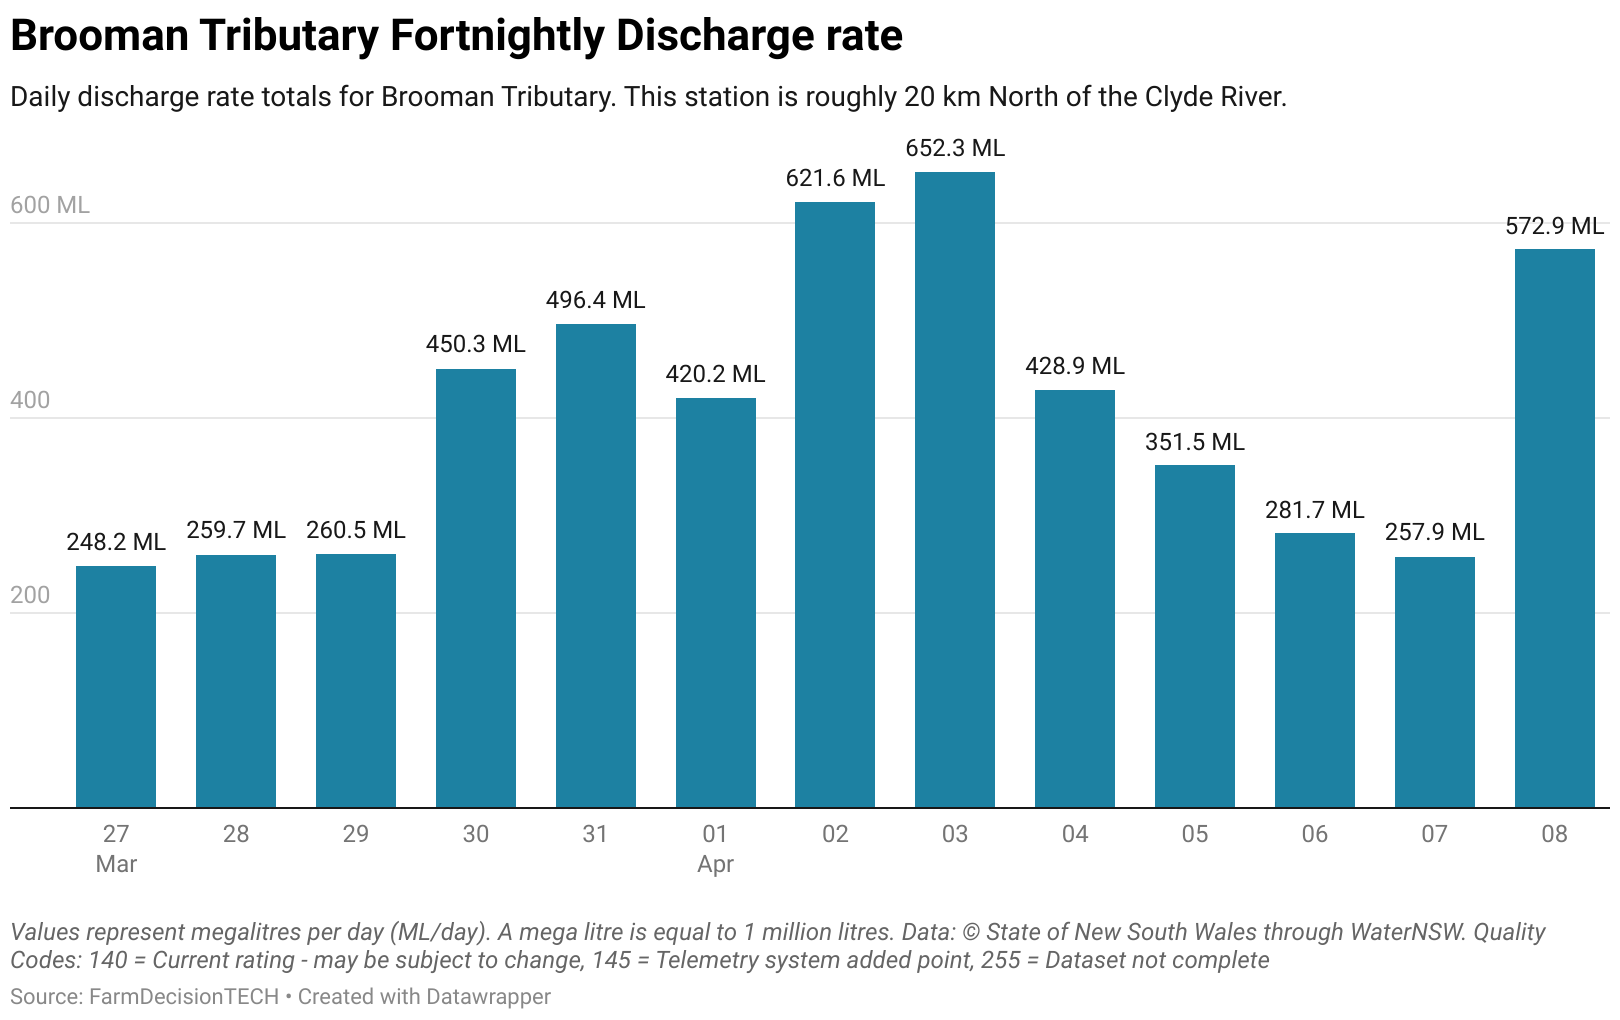 Brooman Tributary Fortnightly Discharge rate
Daily discharge rate totals for Brooman Tributary. This station is roughly 20 km North of the Clyde River.
652.3 ML
621.6 ML
600 ML
572.9 ML
496.4 ML
450.3 ML
420.2 ML
428.9 ML
400
351.5 ML
281.7 ML
248.2 ML
259.7 ML
260.5 ML
257.9 ML
200
27 28 29 30 31 01 02 03 04 05 06 07 08
Mar Apr
Values represent megalitres per day (ML/day). A mega litre is equal to 1 million litres. Data: © State of New South Wales through WaterNSW. Quality
Codes: 140 = Current rating - may be subject to change, 145 = Telemetry system added point, 255 = Dataset not complete
Source: FarmDecisionTECH • Created with Datawrapper